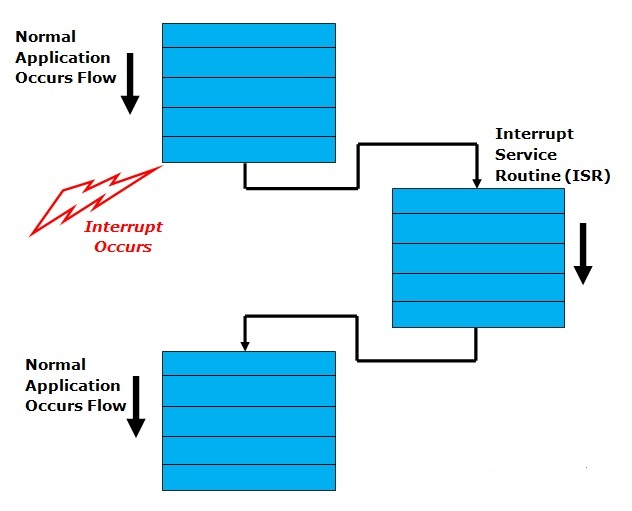 Normal
Application
Occurs Flow
Interrupt
Service
Routine (ISR)
Interrupt
Occurs
Normal
Application
Occurs Flow